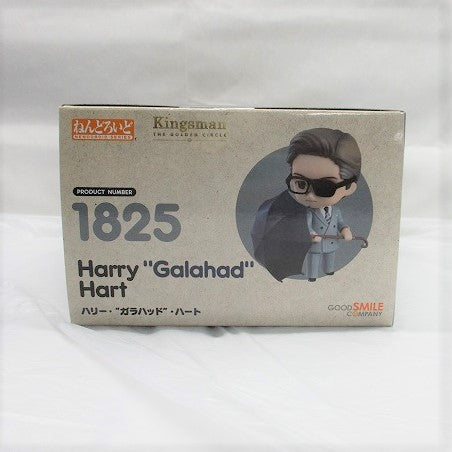 ねんどろいど
NENDOROID SERIES
Kingsman
THE GOLDEN CIRCLE
PRODUCT NUMBER
1825
Harry "Galahad"
Hart
ハリー・"ガラハッド"・ハート
GOOD SMILE
COMPANY